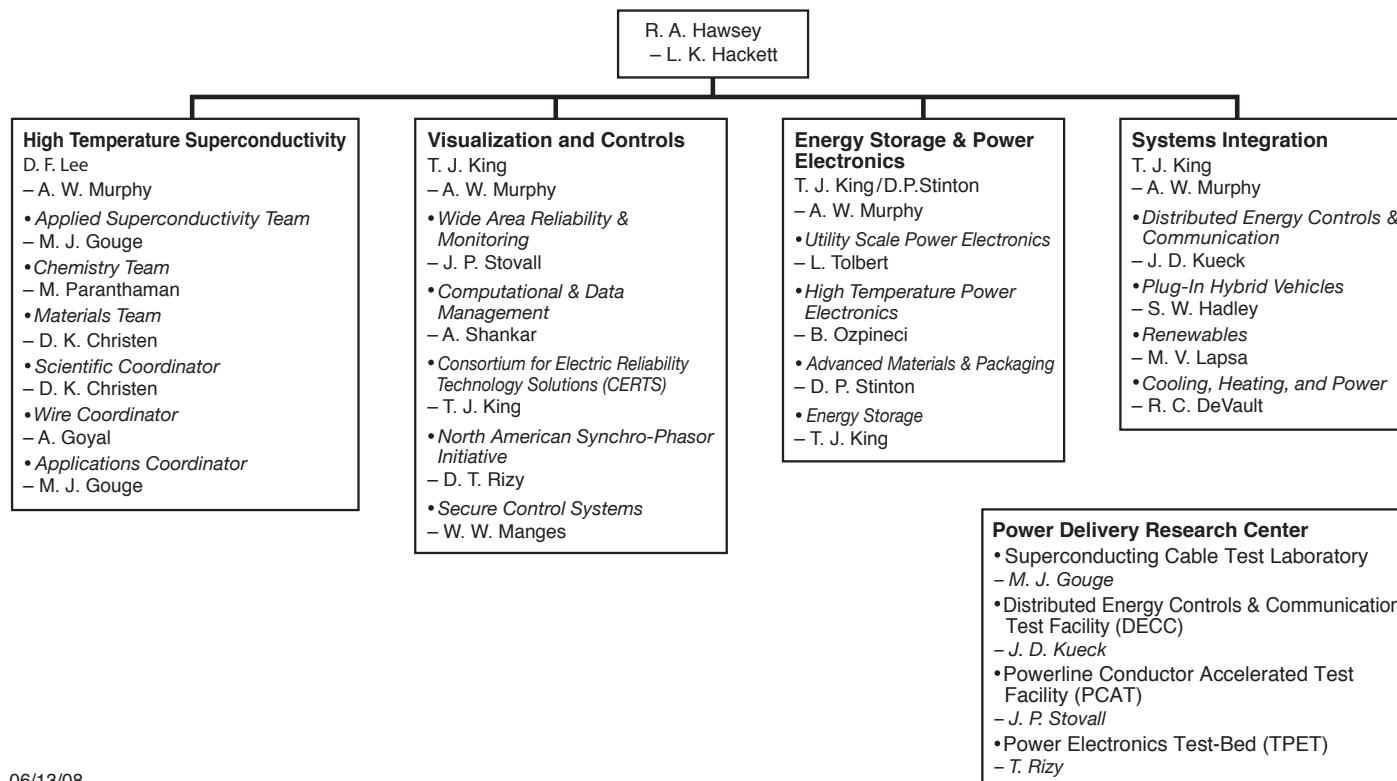 R. A. Hawsey
– L. K. Hackett
High Temperature Superconductivity
D. F. Lee
– A. W. Murphy
• Applied Superconductivity Team
– M. J. Gouge
• Chemistry Team
– M. Paranthaman
• Materials Team
– D. K. Christen
• Scientific Coordinator
– D. K. Christen
• Wire Coordinator
– A. Goyal
• Applications Coordinator
– M. J. Gouge
Visualization and Controls
T. J. King
– A. W. Murphy
• Wide Area Reliability &
Monitoring
– J. P. Stovall
• Computational & Data
Management
– A. Shankar
• Consortium for Electric Reliability
Technology Solutions (CERTS)
– T. J. King
• North American Synchro-Phasor
Initiative
– D. T. Rizy
• Secure Control Systems
– W. W. Manges
Energy Storage & Power
Electronics
T. J. King/D.P.Stinton
– A. W. Murphy
• Utility Scale Power Electronics
– L. Tolbert
• High Temperature Power
Electronics
– B. Ozpineci
• Advanced Materials & Packaging
– D. P. Stinton
• Energy Storage
– T. J. King
Systems Integration
T. J. King
– A. W. Murphy
• Distributed Energy Controls &
Communication
– J. D. Kueck
• Plug-In Hybrid Vehicles
– S. W. Hadley
• Renewables
– M. V. Lapsa
• Cooling, Heating, and Power
– R. C. DeVault
Power Delivery Research Center
• Superconducting Cable Test Laboratory
– M. J. Gouge
• Distributed Energy Controls & Communication
Test Facility (DECC)
– J. D. Kueck
• Powerline Conductor Accelerated Test
Facility (PCAT)
– J. P. Stovall
• Power Electronics Test-Bed (TPET)
– T. Rizy
06/13/08